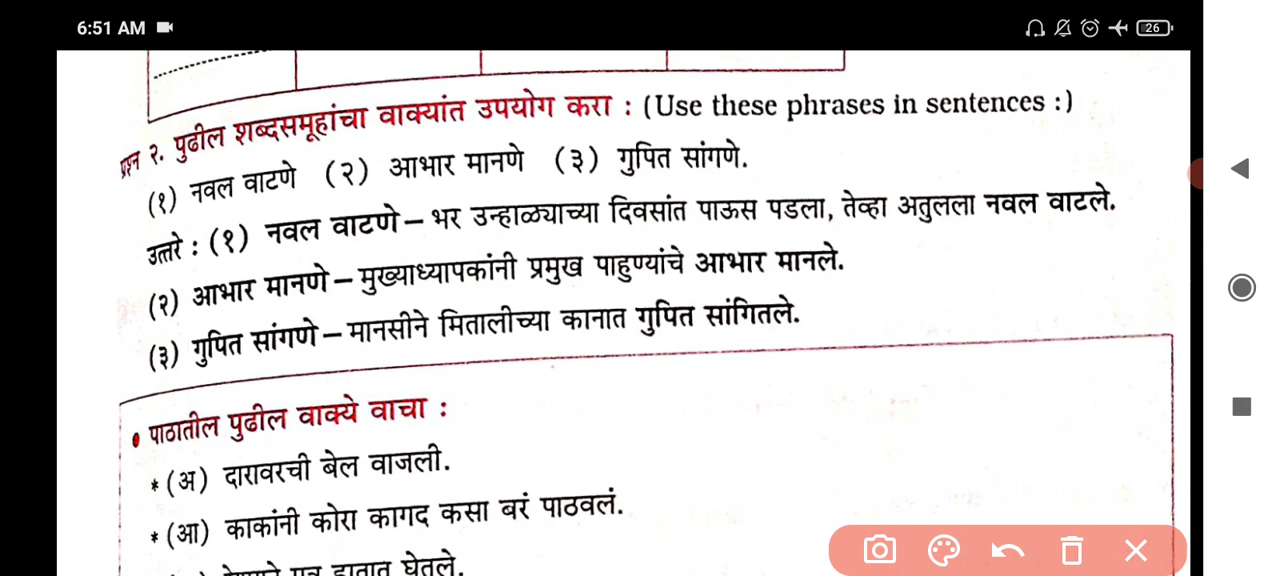 6:51 AM
26
प्रश्न २. पुढील शब्दसमूहांचा वाक्यांत उपयोग करा : (Use these phrases in sentences :)
(१) नवल वाटणे (२) आभार मानणे (३) गुपित सांगणे.
उत्तरे : (१) नवल वाटणे – भर उन्हाळ्याच्या दिवसांत पाऊस पडला, तेव्हा अतुलला नवल वाटले.
(२) आभार मानणे – मुख्याध्यापकांनी प्रमुख पाहुण्यांचे आभार मानले.
(३) गुपित सांगणे – मानसीने मितालीच्या कानात गुपित सांगितले.
• पाठातील पुढील वाक्ये वाचा :
* (अ) दारावरची बेल वाजली.
* (आ) काकांनी कोरा कागद कसा बरं पाठवलं.
हातात घेतले.